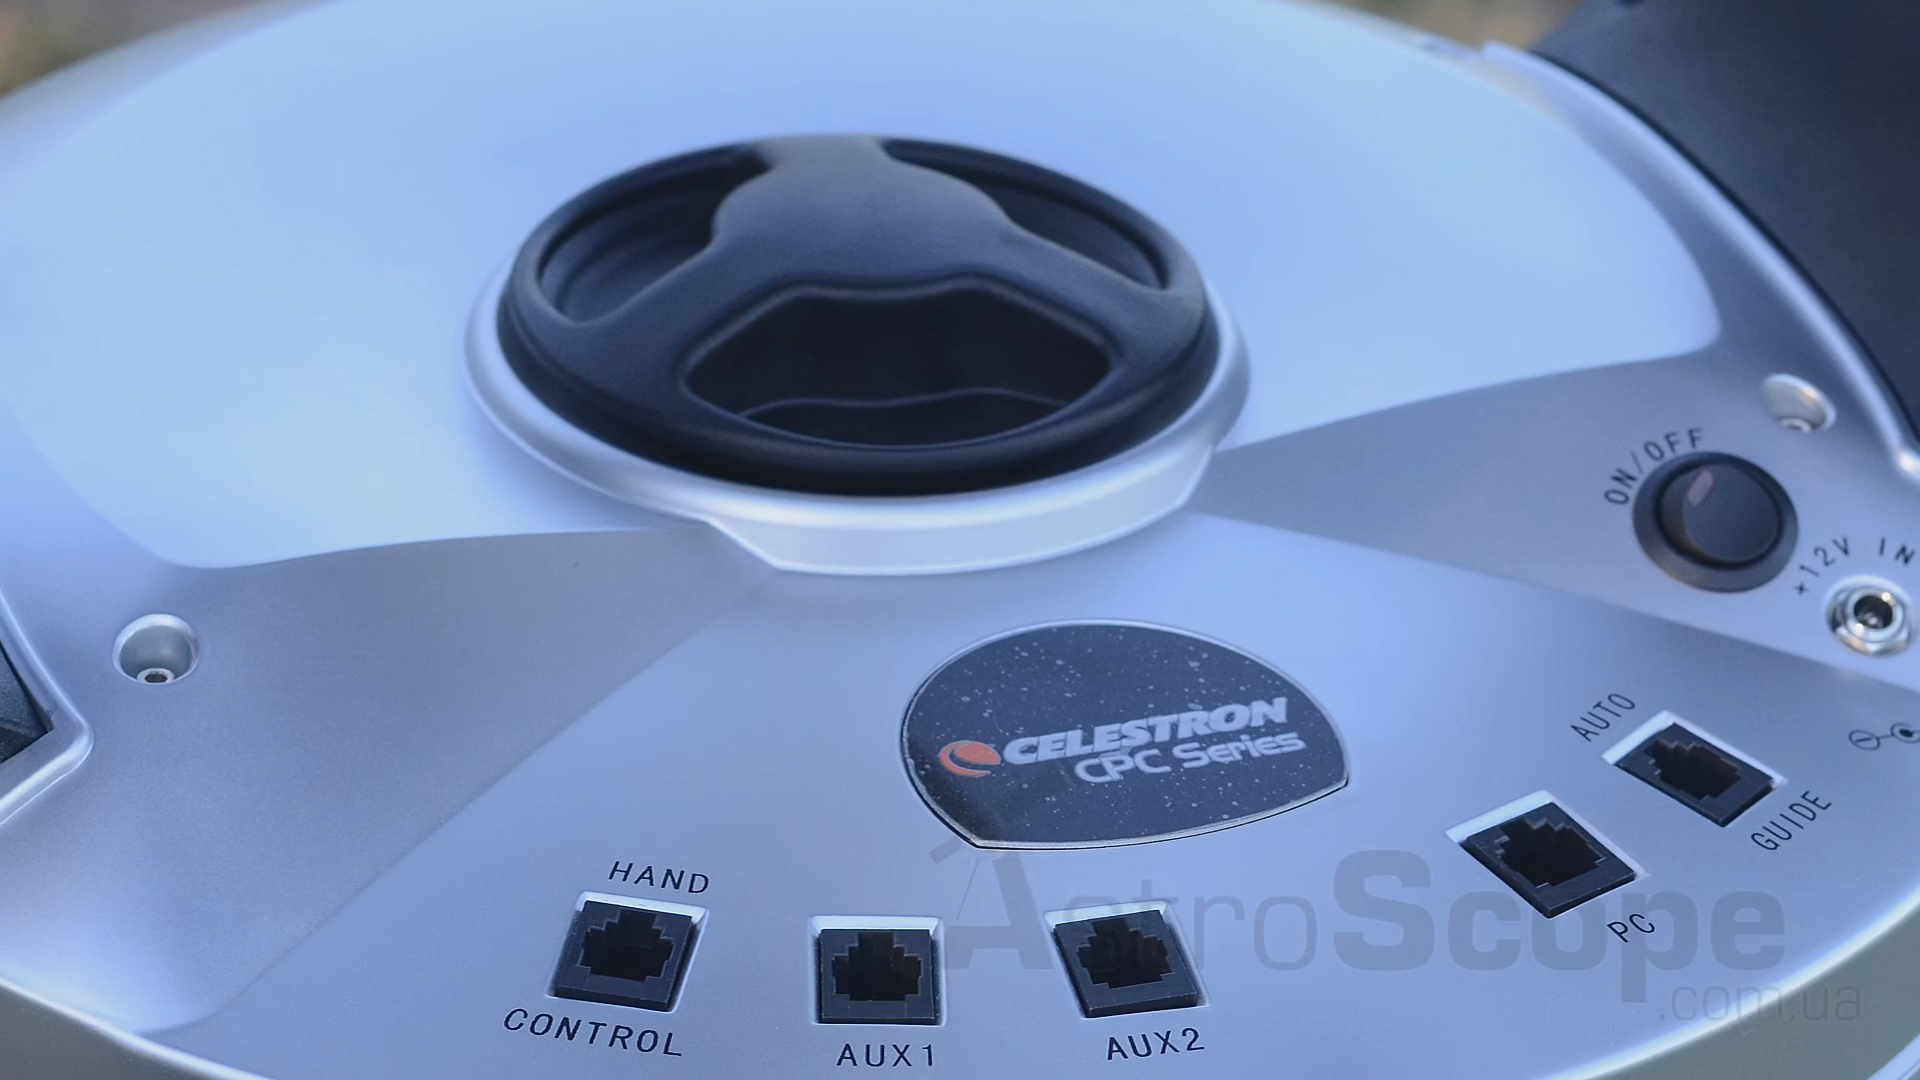 ON/OFF
+12V IN
CELESTRON
CPC Series
AUTO
GUIDE
PC
HAND
CONTROL
AUX1
AUX2
AstroScope
.com.ua